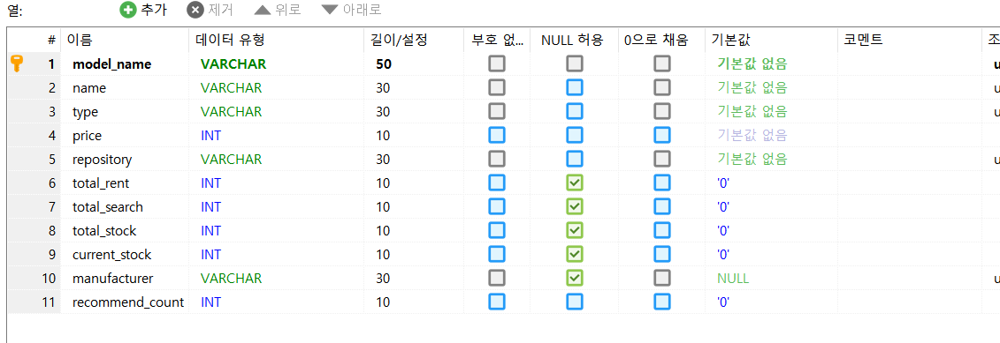 열: 추가 제거 위로 아래로
# 이름 데이터 유형 길이/설정 부호 없... NULL 허용 0으로 채움 기본값 코멘트 조
1 model_name VARCHAR 50 기본값 없음 u
2 name VARCHAR 30 기본값 없음 u
3 type VARCHAR 30 기본값 없음 u
4 price INT 10 기본값 없음
5 repository VARCHAR 30 기본값 없음 u
6 total_rent INT 10 '0'
7 total_search INT 10 '0'
8 total_stock INT 10 '0'
9 current_stock INT 10 '0'
10 manufacturer VARCHAR 30 NULL u
11 recommend_count INT 10 '0'